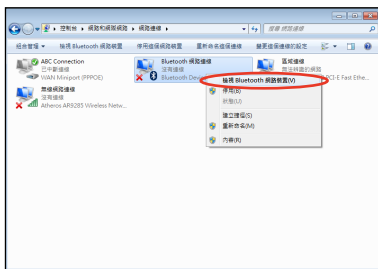 控制台 ▸ 網路和網際網路 ▸ 網路連線 ▸
搜尋 網路連線
組合管理 ▾ 檢視 Bluetooth 網路裝置 停用這個網路裝置 重新命名這個連線 變更這個連線的設定
ABC Connection
已中斷連線
WAN Miniport (PPPOE)
Bluetooth 網路連線
沒有連線
Bluetooth Dev
區域連線
無法辨識的網路
PCI-E Fast Ethe...
無線網路連線
沒有連線
Atheros AR9285 Wireless Netw...
檢視 Bluetooth 網路裝置(V)
停用(B)
狀態(U)
建立捷徑(S)
重新命名(M)
內容(R)